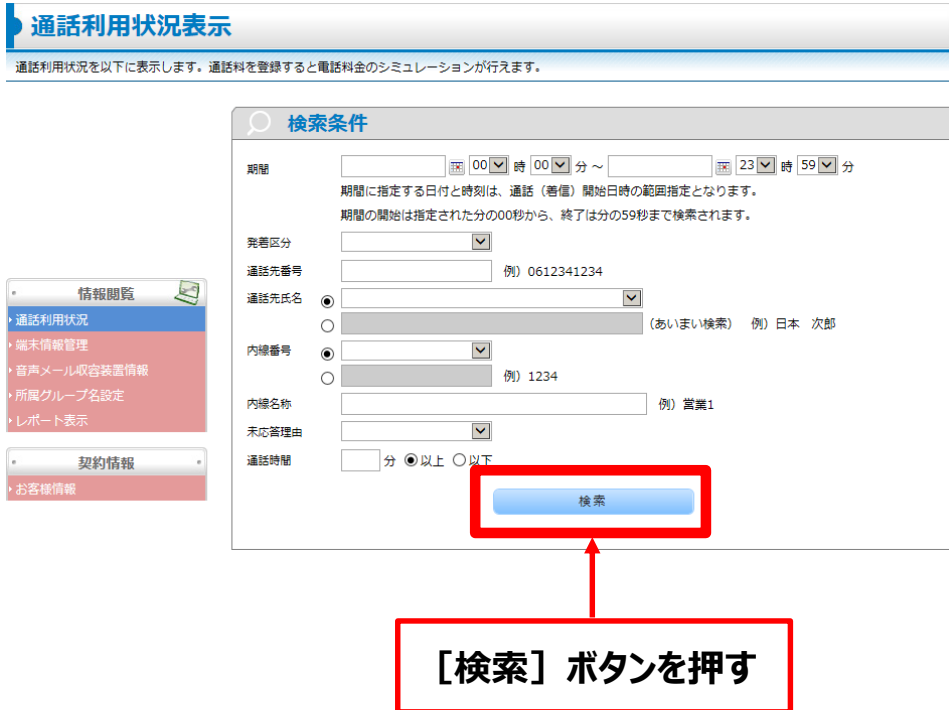 通話利用状況表示
通話利用状況を以下に表示します。通話料を登録すると電話料金のシミュレーションが行えます。
検索条件
期間 00 時 00 分 ～ 23 時 59 分
期間に指定する日付と時刻は、通話（着信）開始日時の範囲指定となります。
期間の開始は指定された分の00秒から、終了は分の59秒まで検索されます。
発着区分
通話先番号 例）0612341234
通話先氏名
（あいまい検索） 例）日本 次郎
内線番号
例）1234
内線名称 例）営業1
未応答理由
通話時間 分 以上 以下
検索
情報閲覧
通話利用状況
端末情報管理
音声メール収容装置情報
所属グループ名設定
レポート表示
契約情報
お客様情報
［検索］ボタンを押す